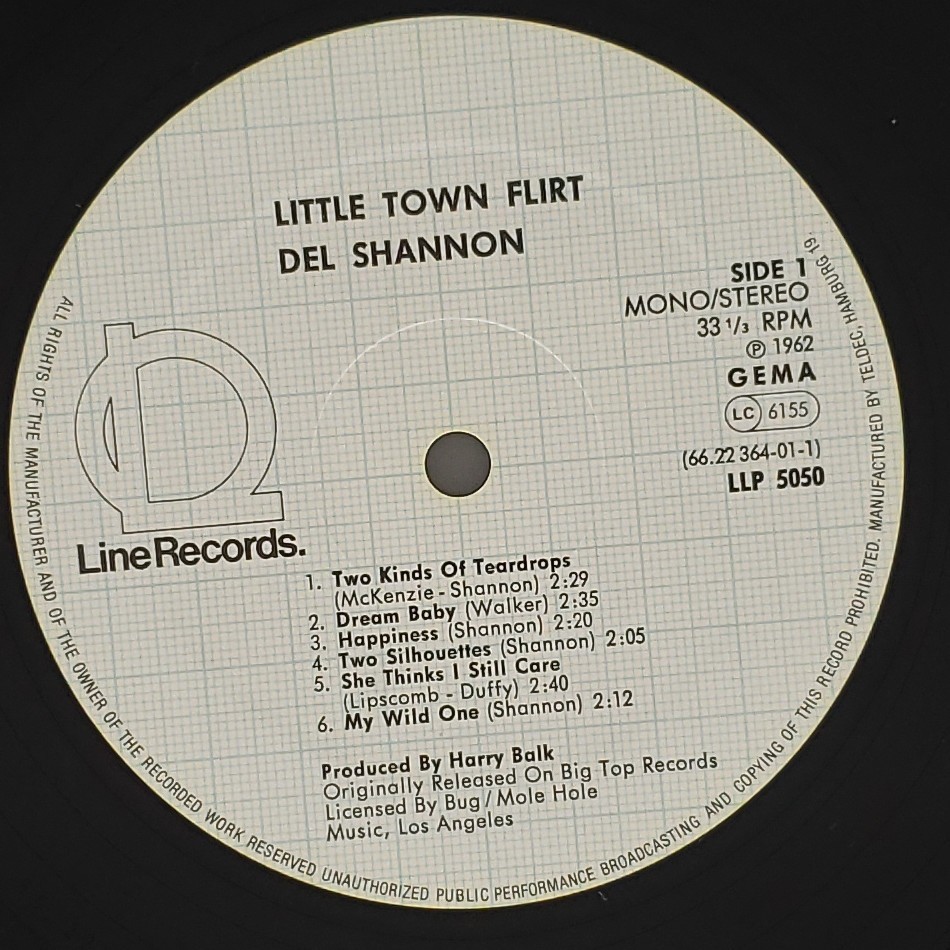 LITTLE TOWN FLIRT
DEL SHANNON
SIDE 1
MONO/STEREO
33 1/3 RPM
Ⓟ 1962
GEMA
LC 6155
(66.22 364-01-1)
LLP 5050
LineRecords.
1. Two Kinds Of Teardrops
(McKenzie - Shannon) 2:29
2. Dream Baby (Walker) 2:35
3. Happiness (Shannon) 2:20
4. Two Silhouettes (Shannon) 2:05
5. She Thinks I Still Care
(Lipscomb - Duffy) 2:40
6. My Wild One (Shannon) 2:12
Produced By Harry Balk
Originally Released On Big Top Records
Licensed By Bug / Mole Hole
Music, Los Angeles
ALL RIGHTS OF THE MANUFACTURER AND OF THE OWNER OF THE RECORDED WORK RESERVED UNAUTHORIZED PUBLIC PERFORMANCE BROADCASTING AND COPYING OF THIS RECORD PROHIBITED. MANUFACTURED BY TELDEC, HAMBURG 19.